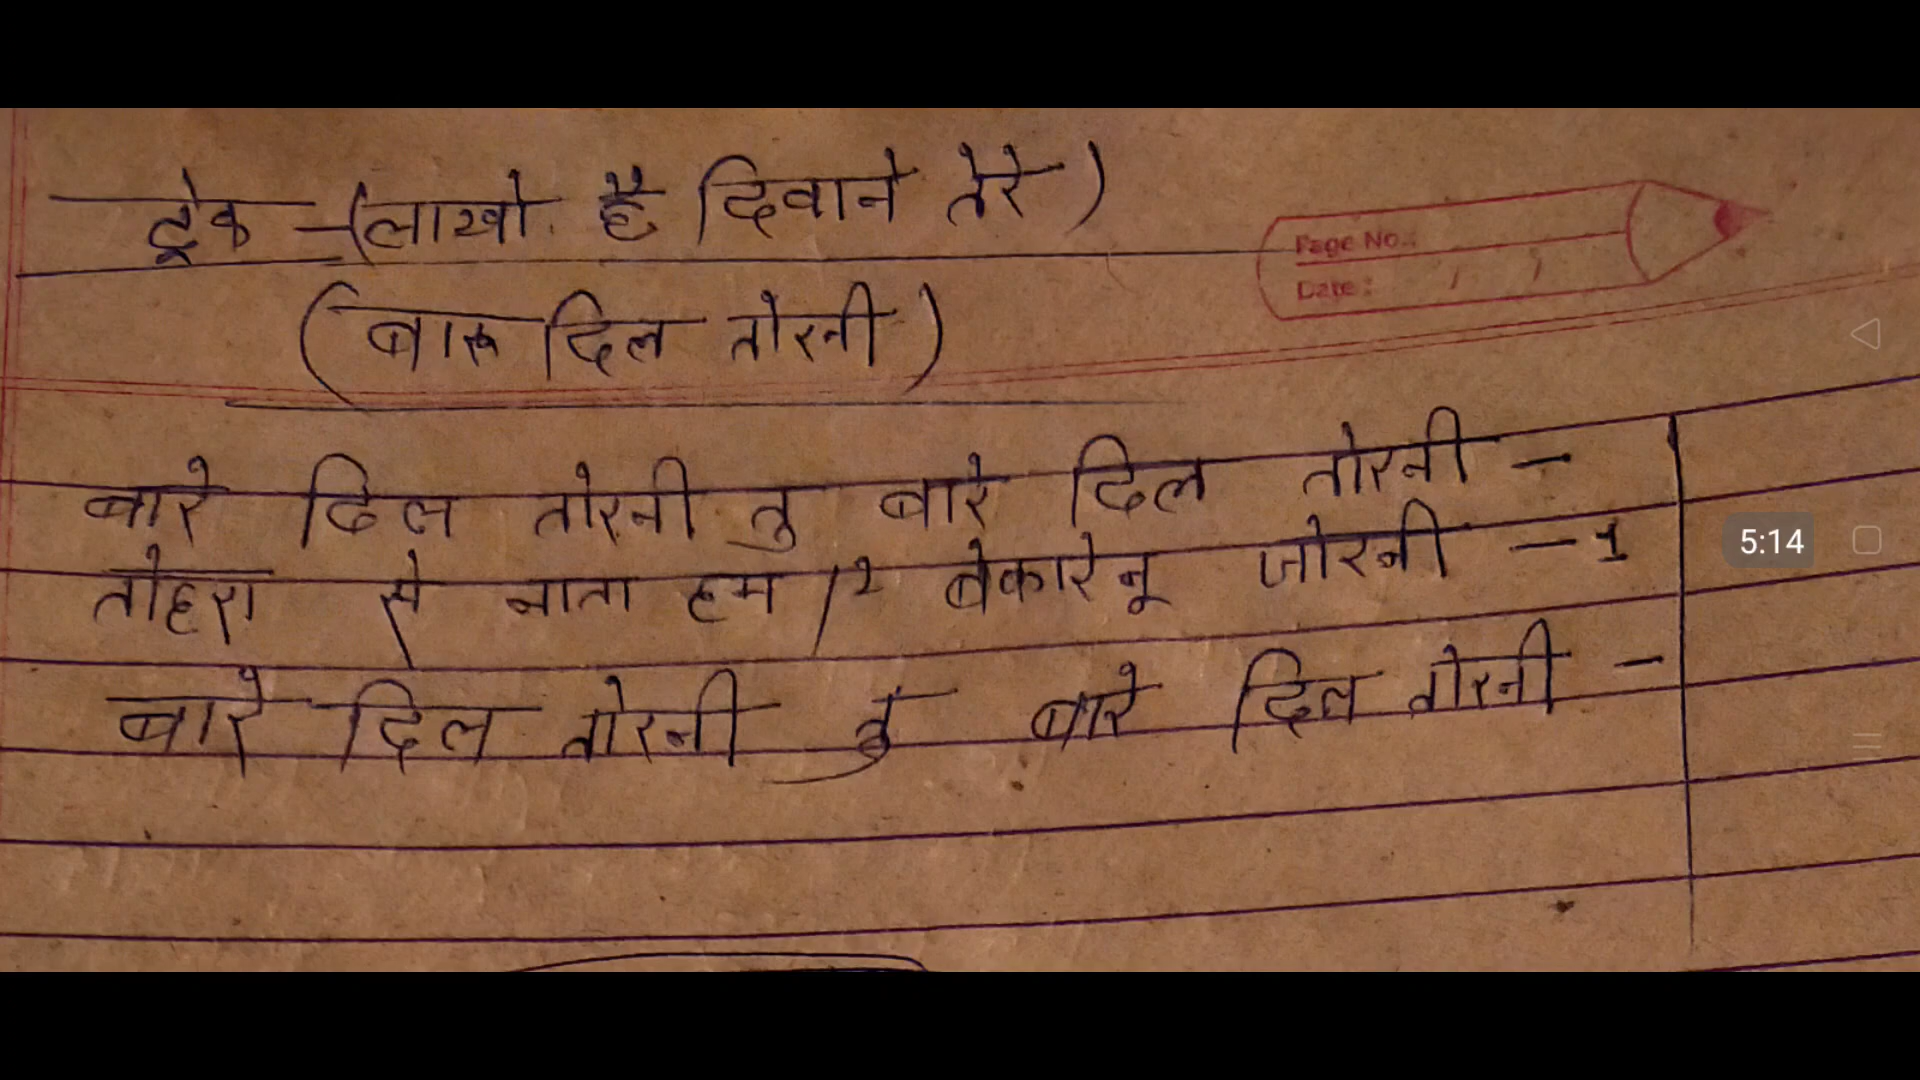 ट्रेक - (लाखो है दिवाने तेरे)
Page No.:
Date: / /
(बारू दिल तोरनी)
बारे दिल तोरनी तु बारे दिल तोरनी -
तोहरा से नाता हम /² बेकारेनू जोरनी - 1
5:14
बारे दिल तोरनी तु बारे दिल तोरनी -